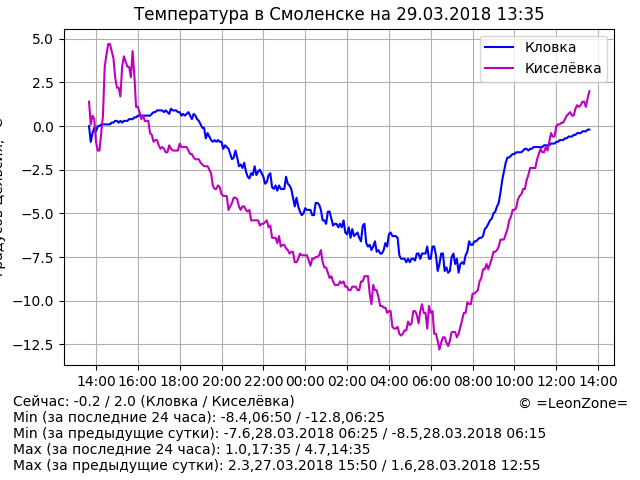 Температура в Смоленске на 29.03.2018 13:35
5.0
2.5
0.0
−2.5
−5.0
−7.5
−10.0
−12.5
Кловка
Киселёвка
14:00 16:00 18:00 20:00 22:00 00:00 02:00 04:00 06:00 08:00 10:00 12:00 14:00
Сейчас: -0.2 / 2.0 (Кловка / Киселёвка)
© =LeonZone=
Min (за последние 24 часа): -8.4,06:50 / -12.8,06:25
Min (за предыдущие сутки): -7.6,28.03.2018 06:25 / -8.5,28.03.2018 06:15
Max (за последние 24 часа): 1.0,17:35 / 4.7,14:35
Max (за предыдущие сутки): 2.3,27.03.2018 15:50 / 1.6,28.03.2018 12:55